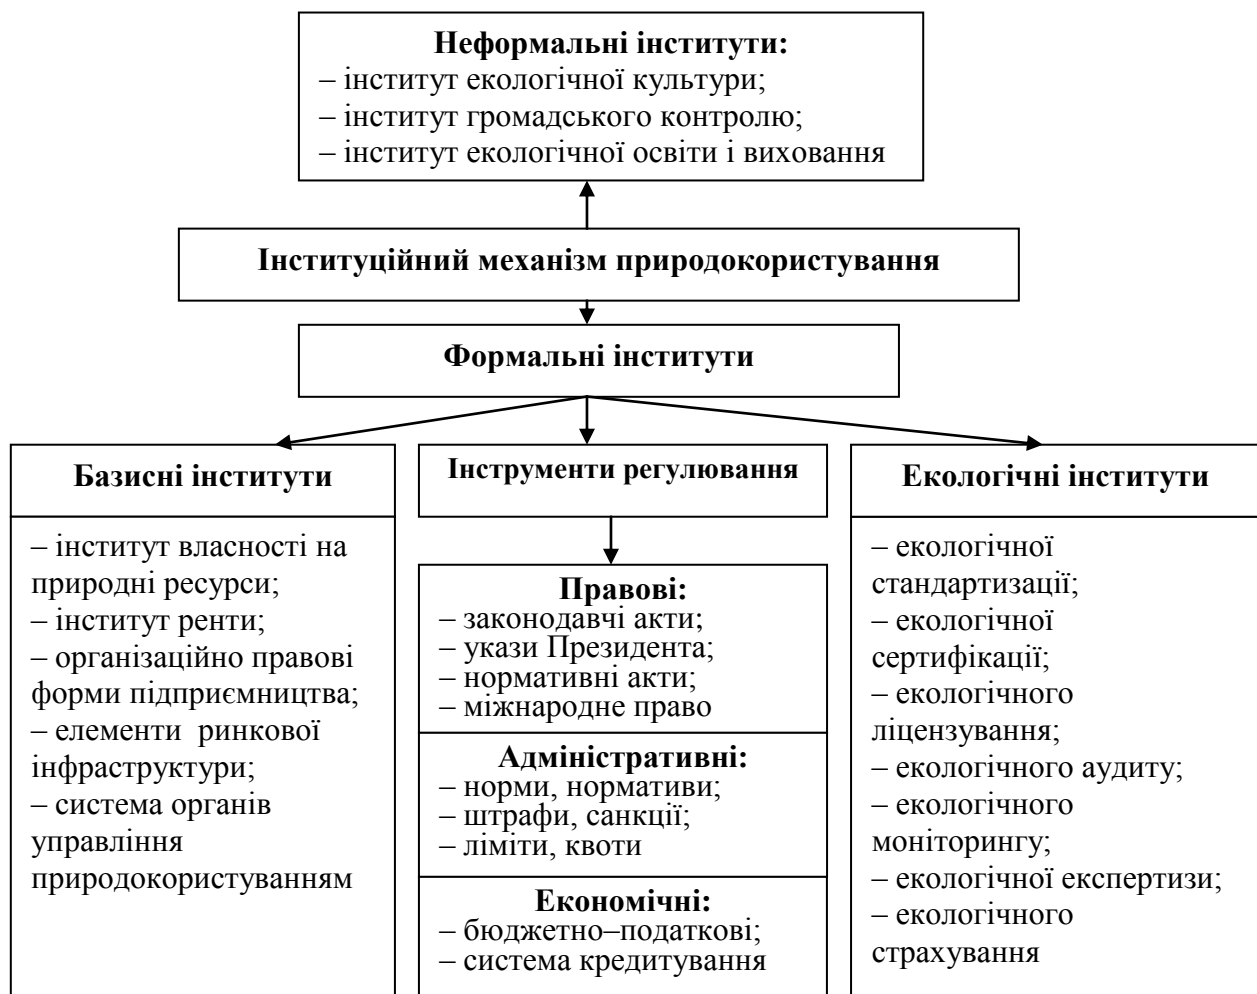 Неформальні інститути:
– інститут екологічної культури;
– інститут громадського контролю;
– інститут екологічної освіти і виховання
Інституційний механізм природокористування
Формальні інститути
Базисні інститути
– інститут власності на
природні ресурси;
– інститут ренти;
– організаційно правові
форми підприємництва;
– елементи ринкової
інфраструктури;
– система органів
управління
природокористуванням
Інструменти регулювання
Правові:
– законодавчі акти;
– укази Президента;
– нормативні акти;
– міжнародне право
Адміністративні:
– норми, нормативи;
– штрафи, санкції;
– ліміти, квоти
Економічні:
– бюджетно–податкові;
– система кредитування
Екологічні інститути
– екологічної
стандартизації;
– екологічної
сертифікації;
– екологічного
ліцензування;
– екологічного аудиту;
– екологічного
моніторингу;
– екологічної експертизи;
– екологічного
страхування